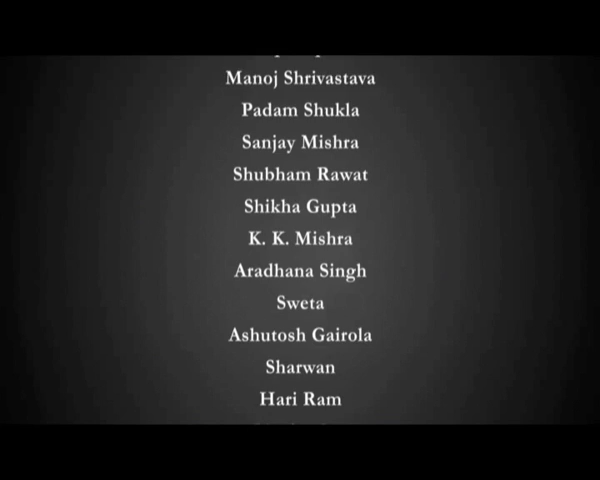 Manoj Shrivastava
Padam Shukla
Sanjay Mishra
Shubham Rawat
Shikha Gupta
K. K. Mishra
Aradhana Singh
Sweta
Ashutosh Gairola
Sharwan
Hari Ram